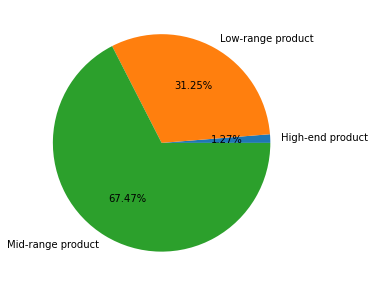 Low-range product
31.25%
High-end product
1.27%
67.47%
Mid-range product